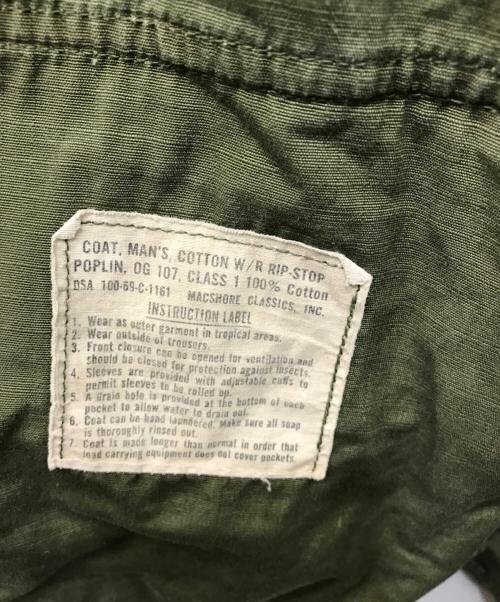 COAT, MAN'S, COTTON W/R RIP-STOP
POPLIN, OG 107, CLASS 1 100% Cotton
DSA 100-69-C-1161 MACSHORE CLASSICS, INC.
INSTRUCTION LABEL
1. Wear as outer garment in tropical areas.
2. Wear outside of trousers.
3. Front closure can be opened for ventilation and
should be closed for protection against insects.
4. Sleeves are provided with adjustable cuffs to
permit sleeves to be rolled up.
5. A drain hole is provided at the bottom of each
pocket to allow water to drain out.
6. Coat can be hand laundered. Make sure all soap
is thoroughly rinsed out.
7. Coat is made longer than normal in order that
load carrying equipment does not cover pockets.